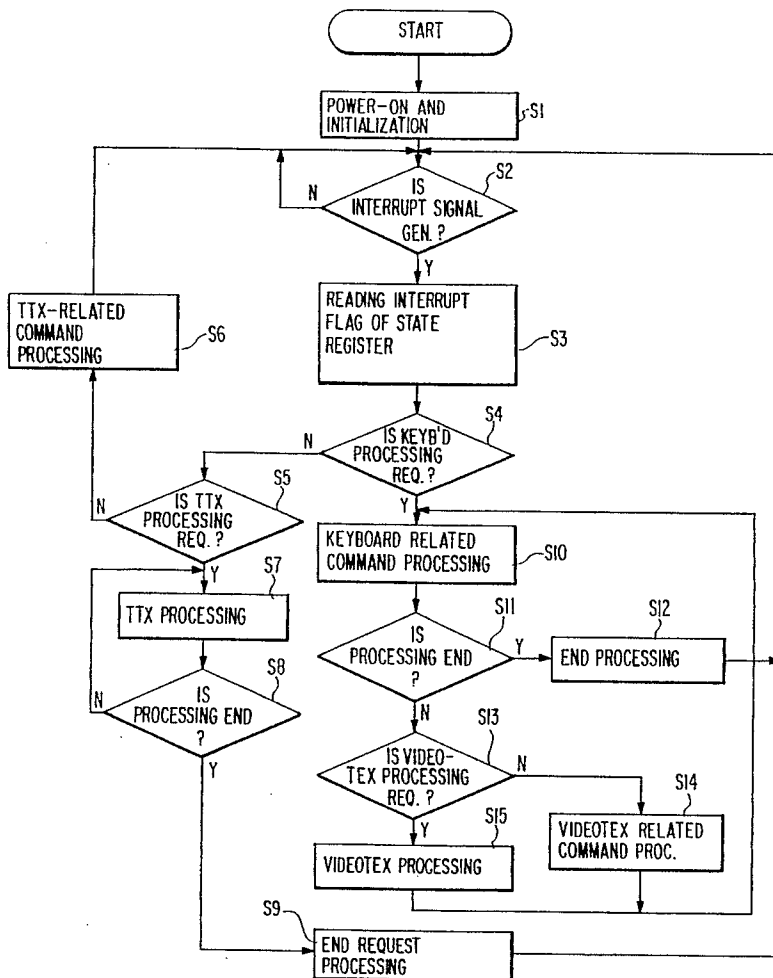 START
POWER-ON AND
INITIALIZATION
S1
S2
IS
INTERRUPT SIGNAL
GEN. ?
N
Y
READING INTERRUPT
FLAG OF STATE
REGISTER
S3
TTX-RELATED
COMMAND
PROCESSING
S6
S4
IS KEYB'D
PROCESSING
REQ. ?
N
Y
S5
IS TTX
PROCESSING
REQ. ?
N
Y
KEYBOARD RELATED
COMMAND PROCESSING
S10
S7
TTX PROCESSING
S11
IS
PROCESSING END
?
Y
N
S12
END PROCESSING
S8
IS
PROCESSING END
?
N
Y
S13
IS VIDEO-
TEX PROCESSING
REQ. ?
N
Y
S14
VIDEOTEX RELATED
COMMAND PROC.
S15
VIDEOTEX PROCESSING
S9
END REQUEST
PROCESSING